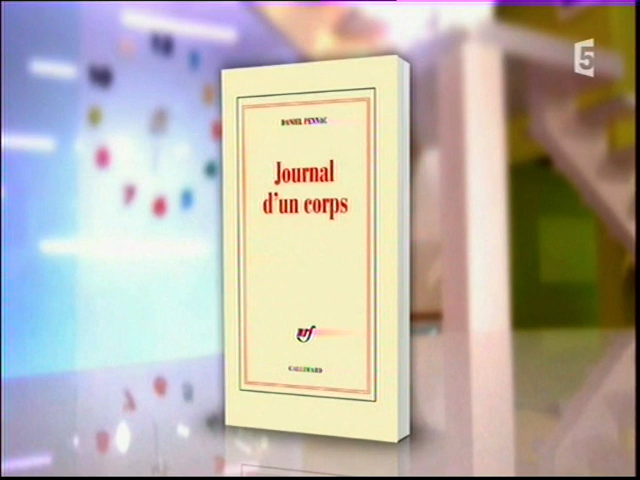 5
DANIEL PENNAC
Journal
d'un corps
nrf
GALLIMARD